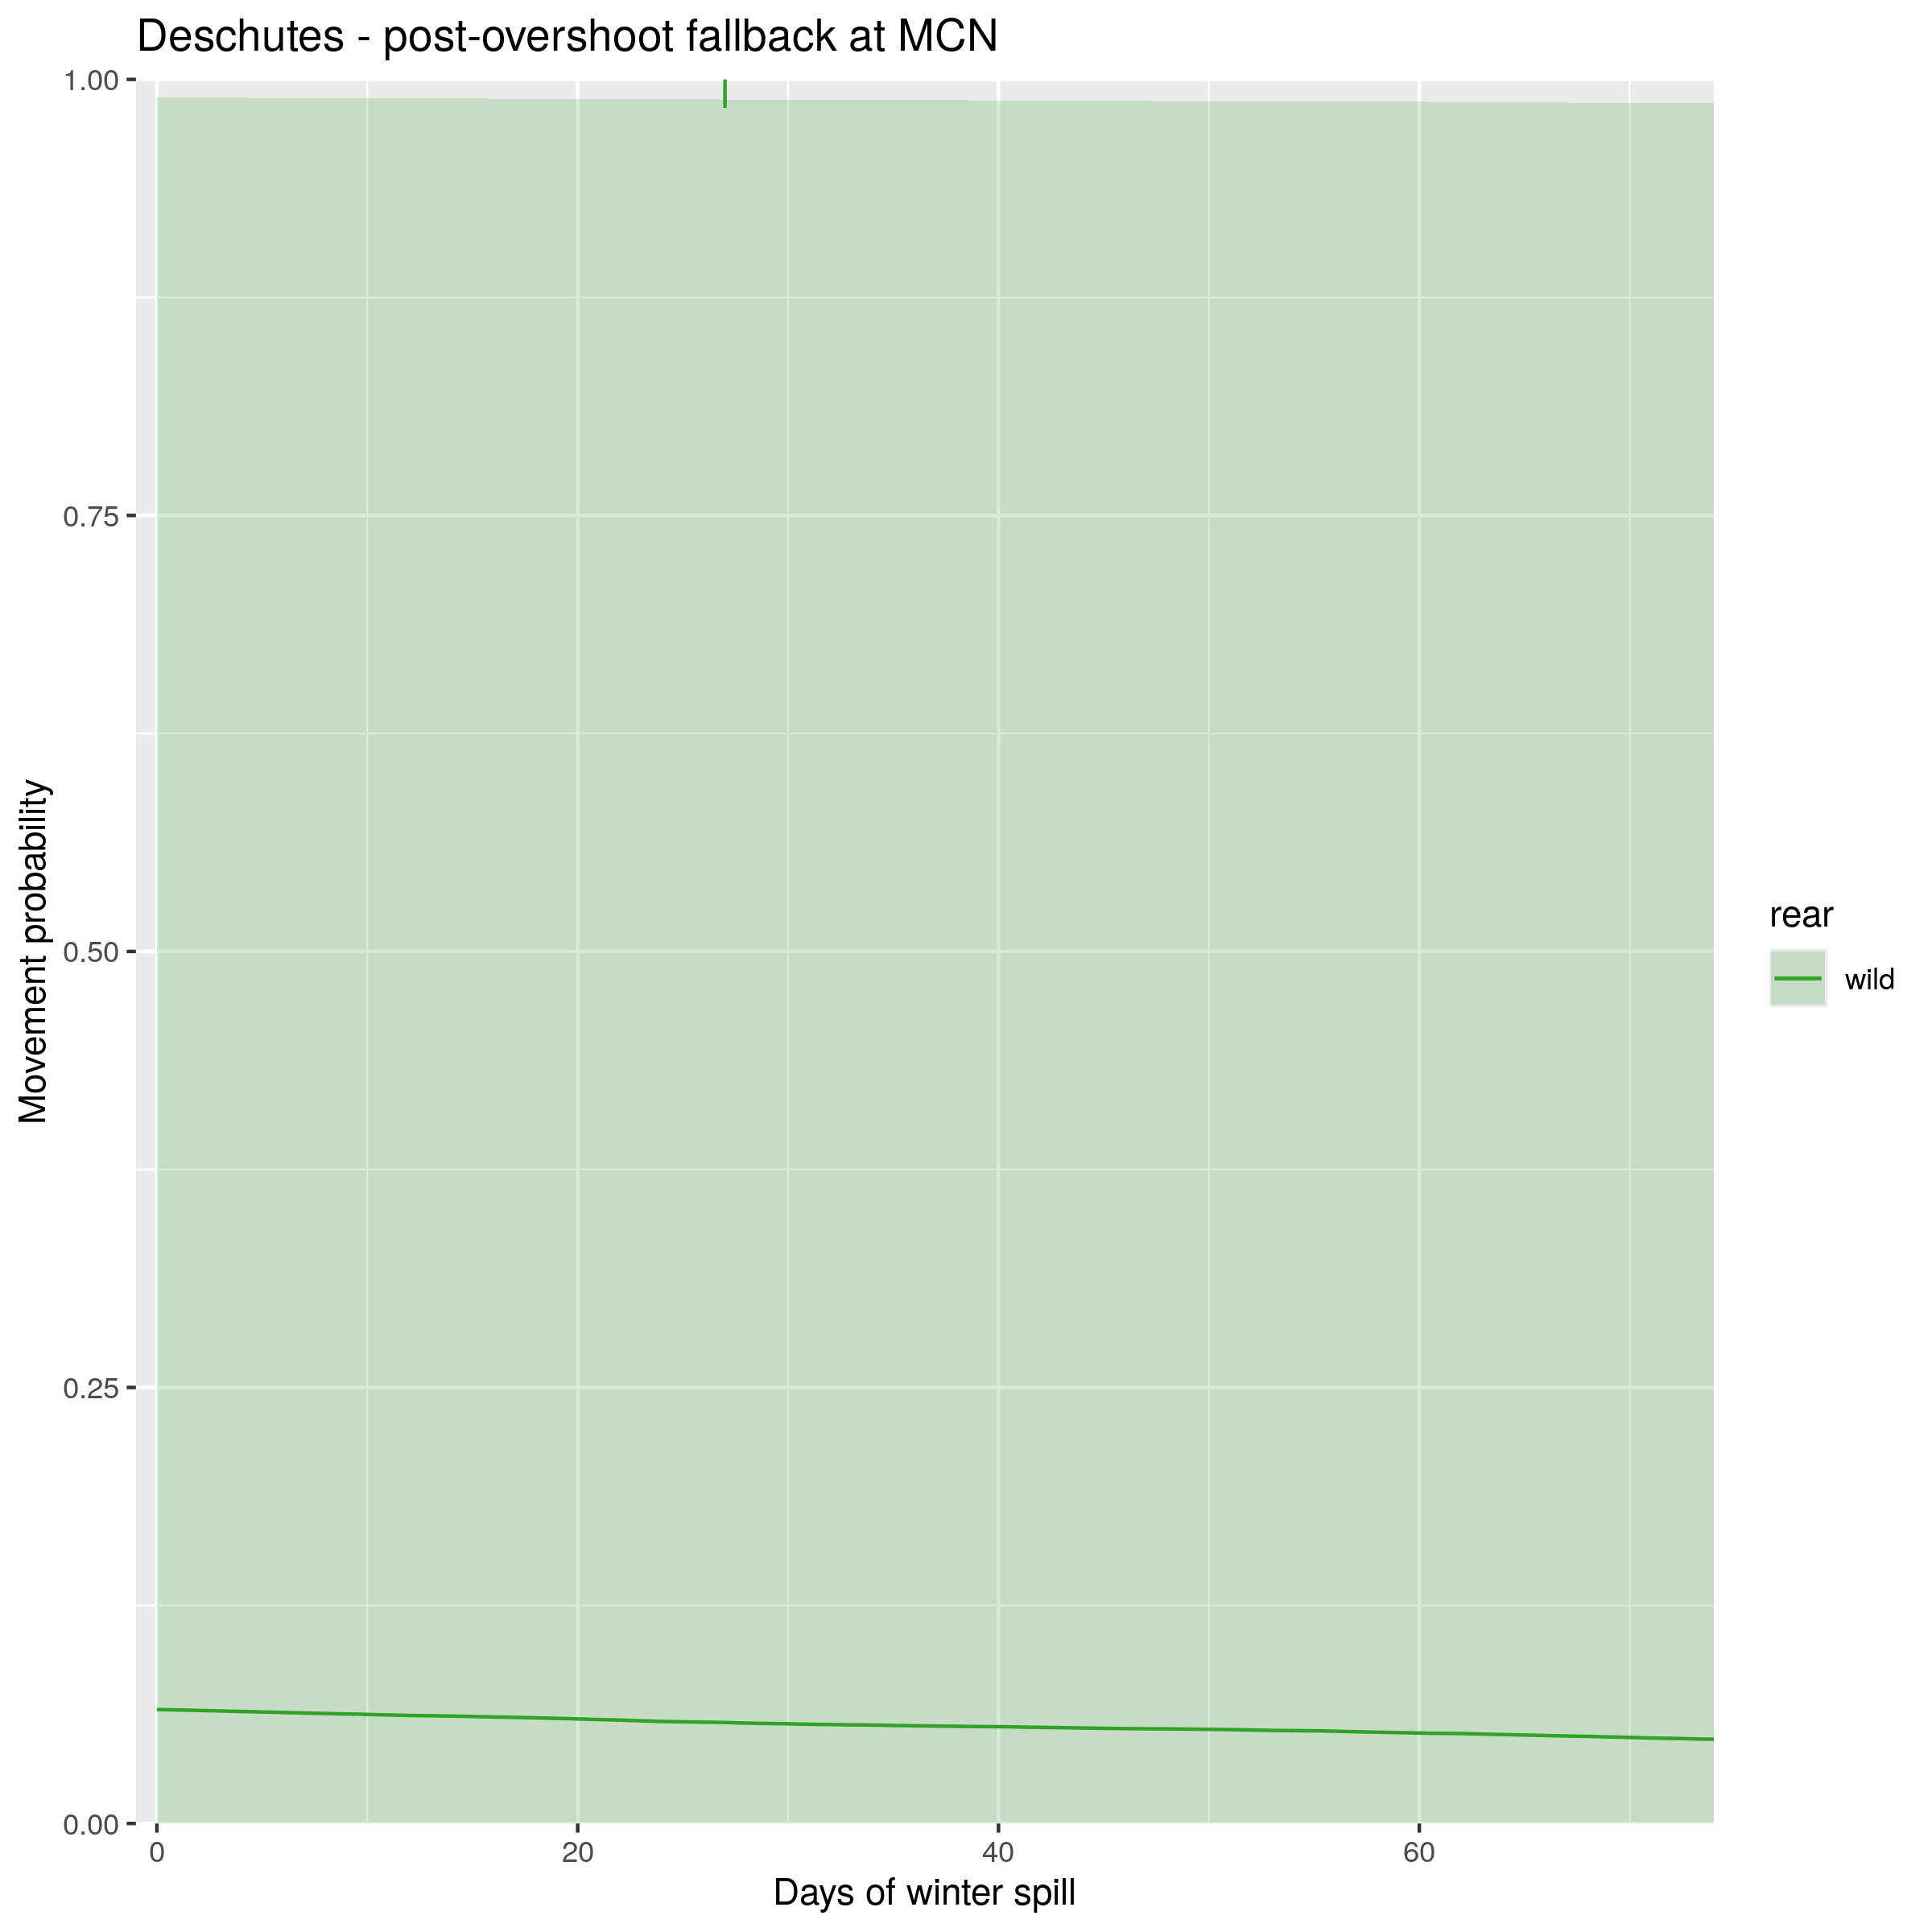 Deschutes - post-overshoot fallback at MCN
1.00
0.75
0.50
0.25
0.00
Movement probability
0
20
40
60
Days of winter spill
rear
wild